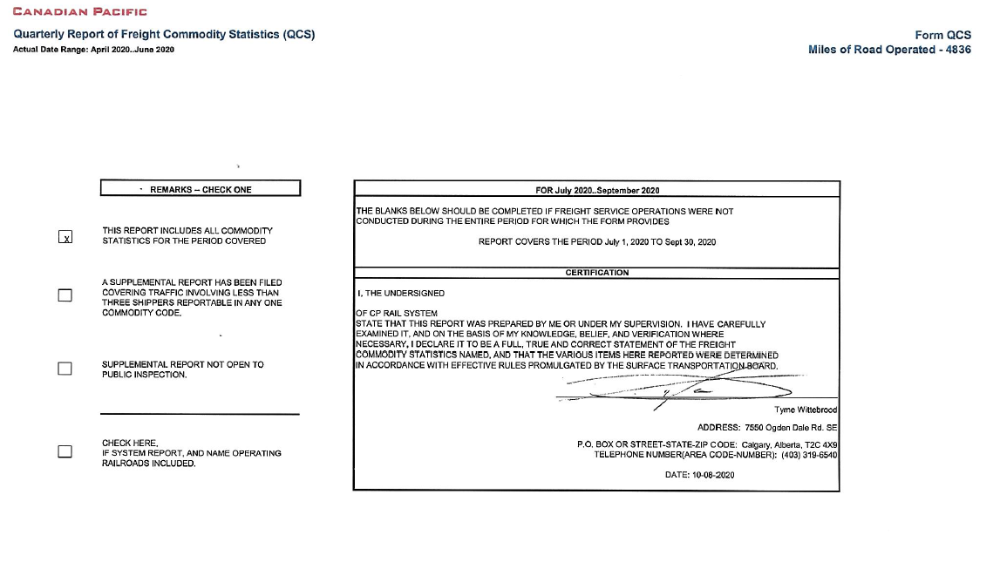 CANADIAN PACIFIC
Quarterly Report of Freight Commodity Statistics (QCS)
Form QCS
Actual Date Range: April 2020..June 2020
Miles of Road Operated - 4836
REMARKS -- CHECK ONE
x
THIS REPORT INCLUDES ALL COMMODITY
STATISTICS FOR THE PERIOD COVERED
A SUPPLEMENTAL REPORT HAS BEEN FILED
COVERING TRAFFIC INVOLVING LESS THAN
THREE SHIPPERS REPORTABLE IN ANY ONE
COMMODITY CODE.
SUPPLEMENTAL REPORT NOT OPEN TO
PUBLIC INSPECTION.
CHECK HERE,
IF SYSTEM REPORT, AND NAME OPERATING
RAILROADS INCLUDED.
FOR July 2020..September 2020
THE BLANKS BELOW SHOULD BE COMPLETED IF FREIGHT SERVICE OPERATIONS WERE NOT
CONDUCTED DURING THE ENTIRE PERIOD FOR WHICH THE FORM PROVIDES
REPORT COVERS THE PERIOD July 1, 2020 TO Sept 30, 2020
CERTIFICATION
I, THE UNDERSIGNED
OF CP RAIL SYSTEM
STATE THAT THIS REPORT WAS PREPARED BY ME OR UNDER MY SUPERVISION. I HAVE CAREFULLY
EXAMINED IT, AND ON THE BASIS OF MY KNOWLEDGE, BELIEF, AND VERIFICATION WHERE
NECESSARY, I DECLARE IT TO BE A FULL, TRUE AND CORRECT STATEMENT OF THE FREIGHT
COMMODITY STATISTICS NAMED, AND THAT THE VARIOUS ITEMS HERE REPORTED WERE DETERMINED
IN ACCORDANCE WITH EFFECTIVE RULES PROMULGATED BY THE SURFACE TRANSPORTATION BOARD.
Tyme Wittebrood
ADDRESS: 7550 Ogden Dale Rd. SE
P.O. BOX OR STREET-STATE-ZIP CODE: Calgary, Alberta, T2C 4X9
TELEPHONE NUMBER(AREA CODE-NUMBER): (403) 319-6540
DATE: 10-08-2020